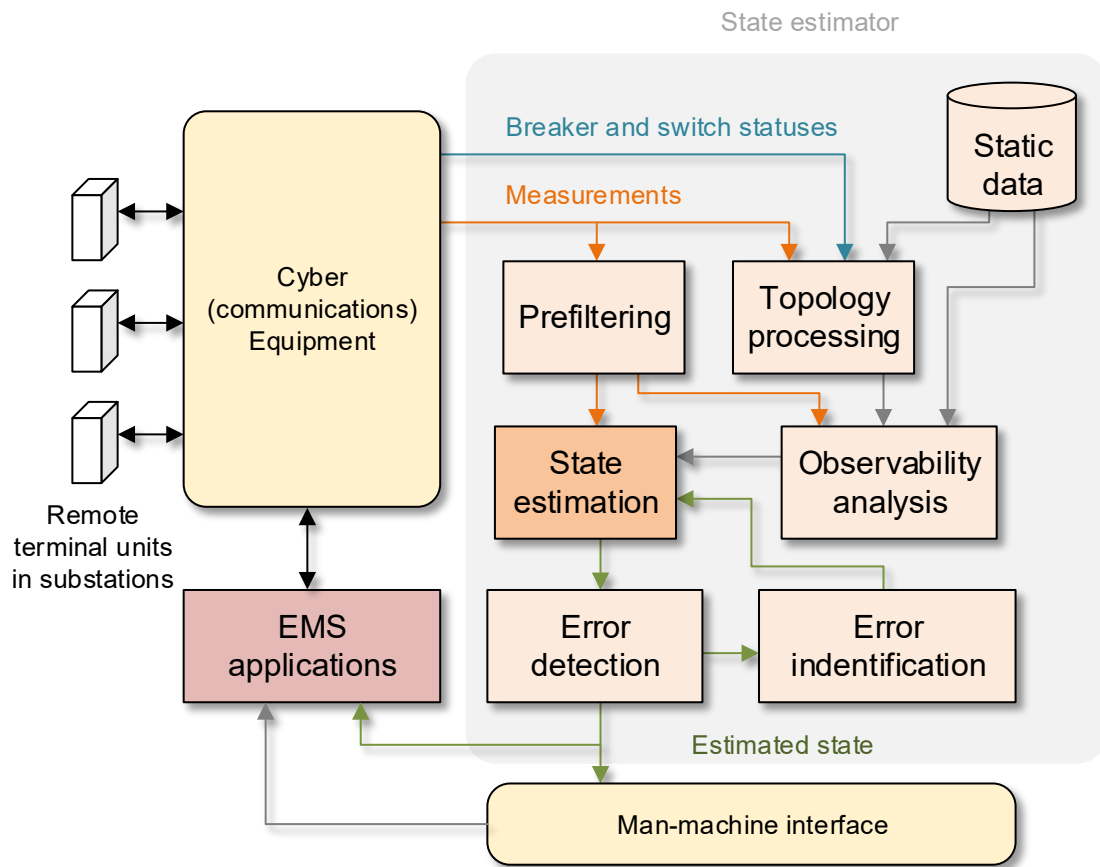 State estimator
Breaker and switch statuses
Static
data
Measurements
Cyber
(communications)
Equipment
Prefiltering
Topology
processing
State
estimation
Observability
analysis
Remote
terminal units
in substations
EMS
applications
Error
detection
Error
indentification
Estimated state
Man-machine interface